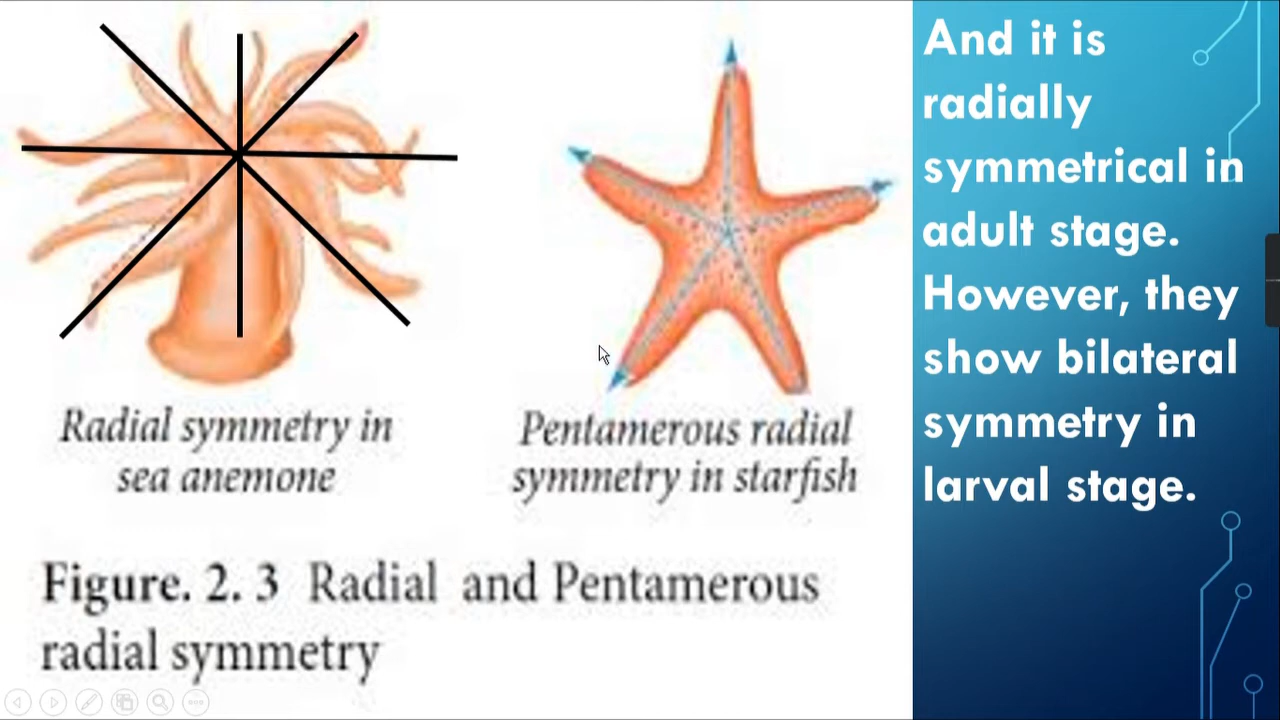 Radial symmetry in
sea anemone
Pentamerous radial
symmetry in starfish
Figure. 2. 3 Radial and Pentamerous
radial symmetry
And it is
radially
symmetrical in
adult stage.
However, they
show bilateral
symmetry in
larval stage.